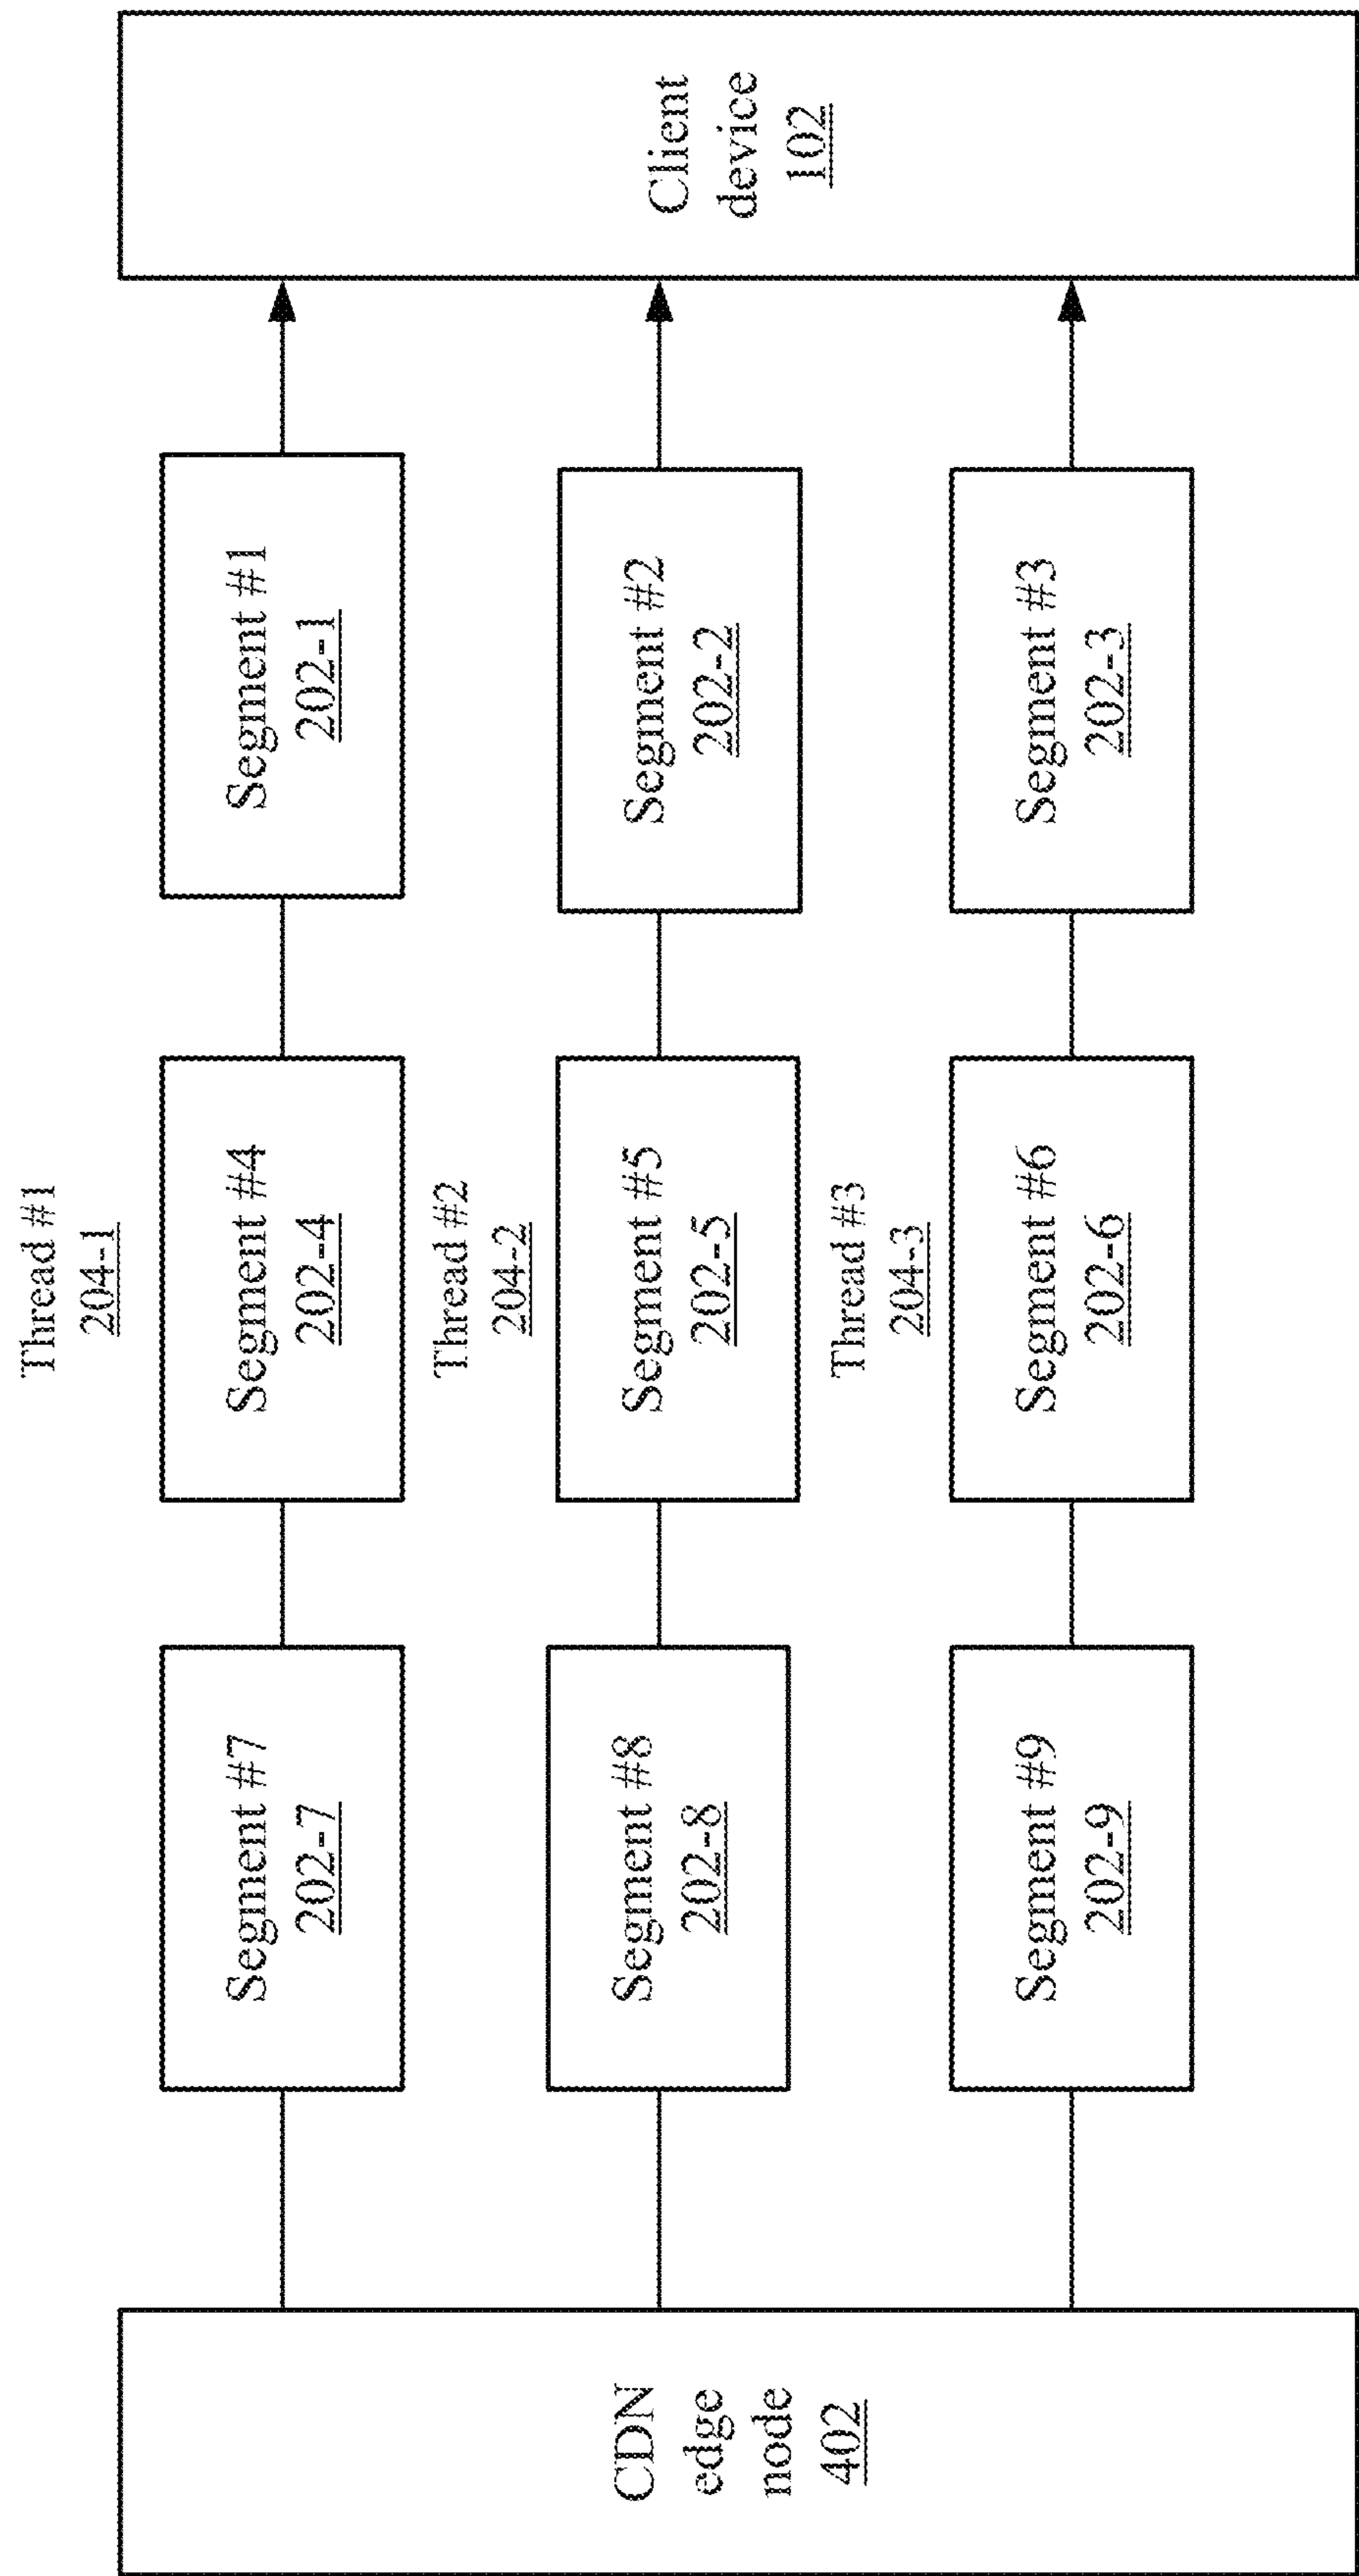 Thread #1
204-1
CDN
edge
node
402
Segment #7
202-7
Segment #4
202-4
Segment #1
202-1
Client
device
102
Thread #2
204-2
Segment #8
202-8
Segment #5
202-5
Segment #2
202-2
Thread #3
204-3
Segment #9
202-9
Segment #6
202-6
Segment #3
202-3